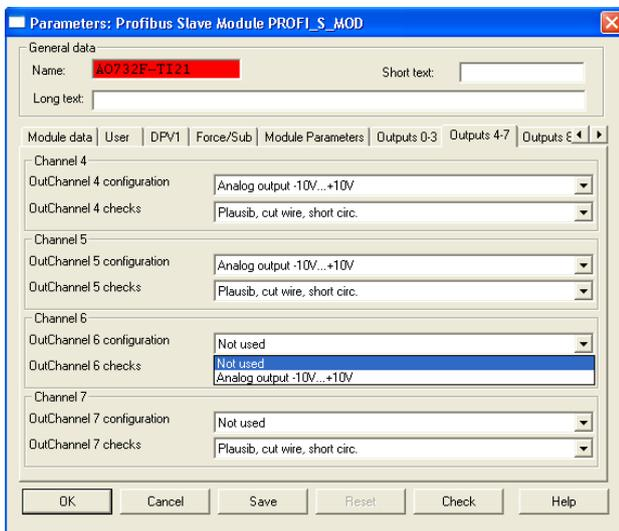 Parameters: Profibus Slave Module PROFI_S_MOD
General data
Name: AO732F-TI21 Short text:
Long text:
Module data User DPV1 Force/Sub Module Parameters Outputs 0-3 Outputs 4-7 Outputs 8
Channel 4
OutChannel 4 configuration Analog output -10V...+10V
OutChannel 4 checks Plausib, cut wire, short circ.
Channel 5
OutChannel 5 configuration Analog output -10V...+10V
OutChannel 5 checks Plausib, cut wire, short circ.
Channel 6
OutChannel 6 configuration Not used
OutChannel 6 checks Not used
Analog output -10V...+10V
Channel 7
OutChannel 7 configuration Not used
OutChannel 7 checks Plausib, cut wire, short circ.
OK Cancel Save Reset Check Help